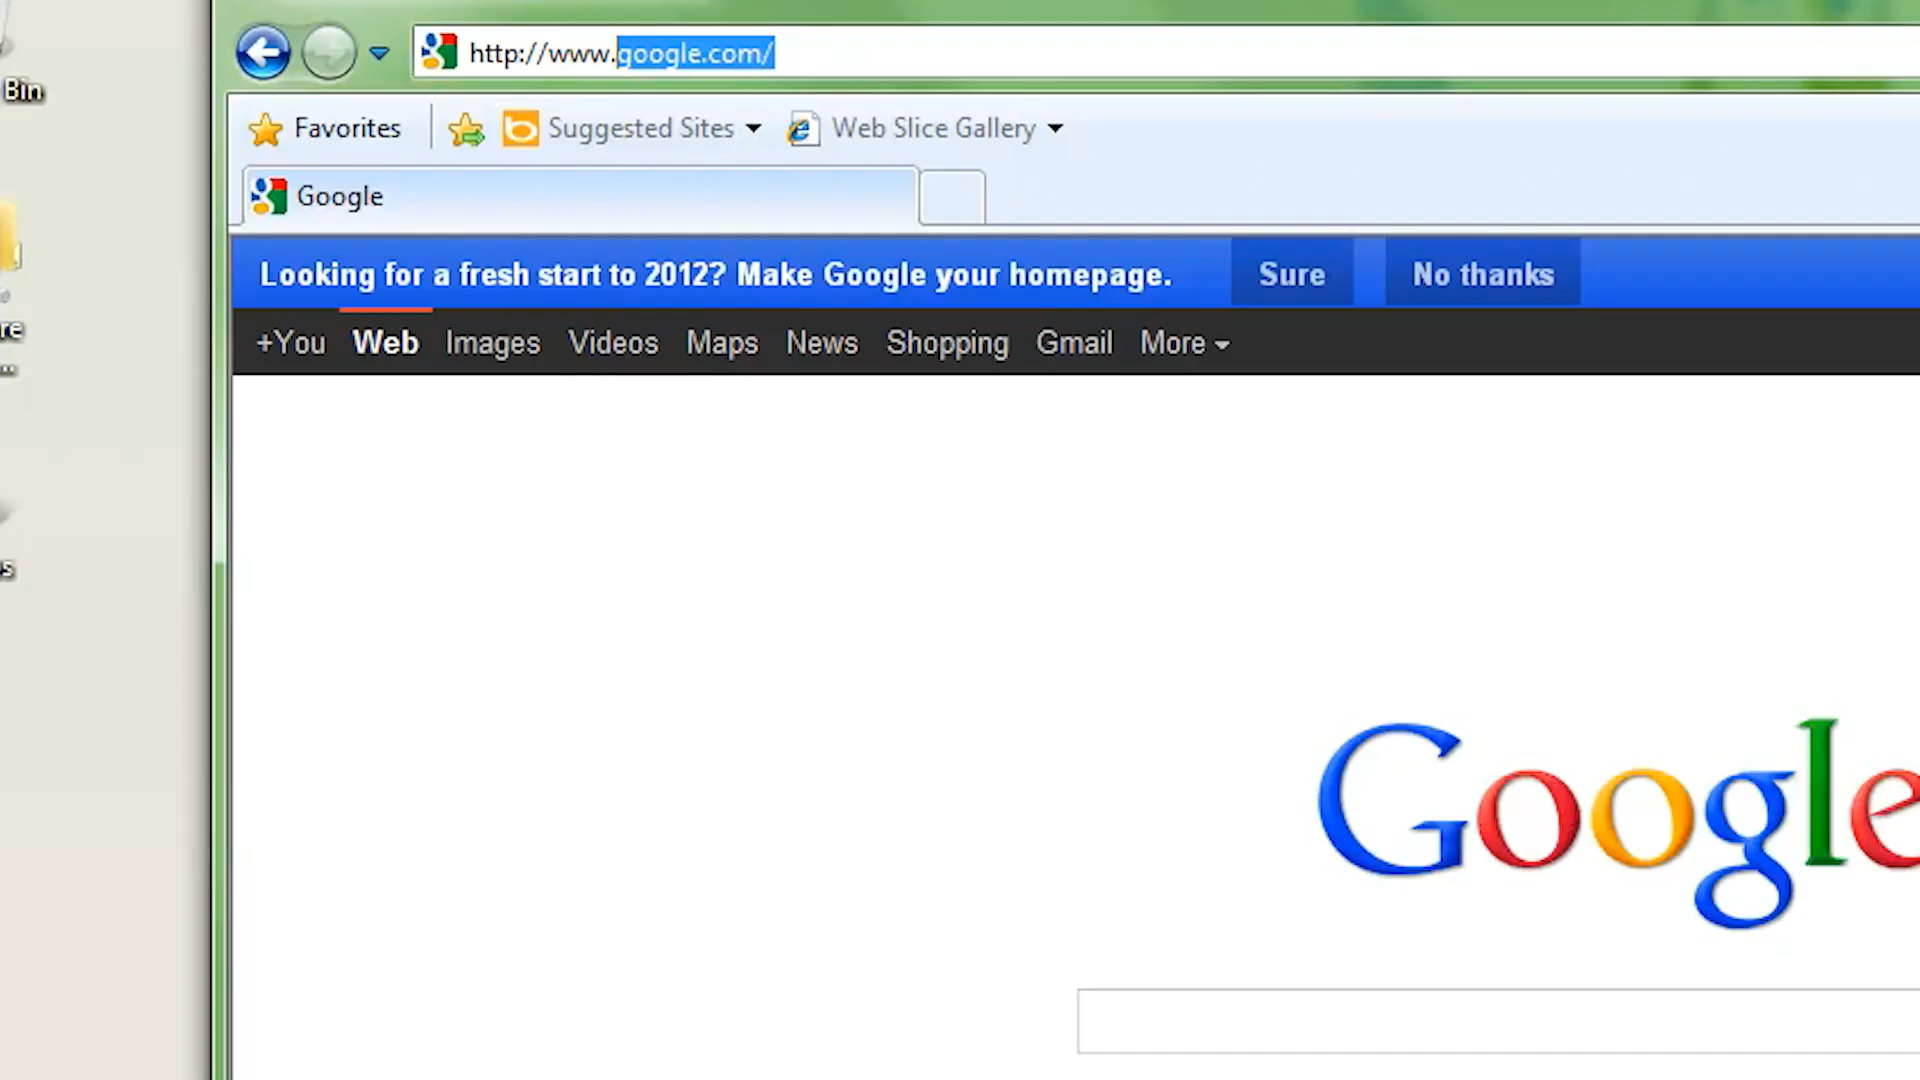 Bin
http://www.google.com/
Favorites
Suggested Sites
Web Slice Gallery
Google
Looking for a fresh start to 2012? Make Google your homepage.
Sure
No thanks
+You Web Images Videos Maps News Shopping Gmail More
Google